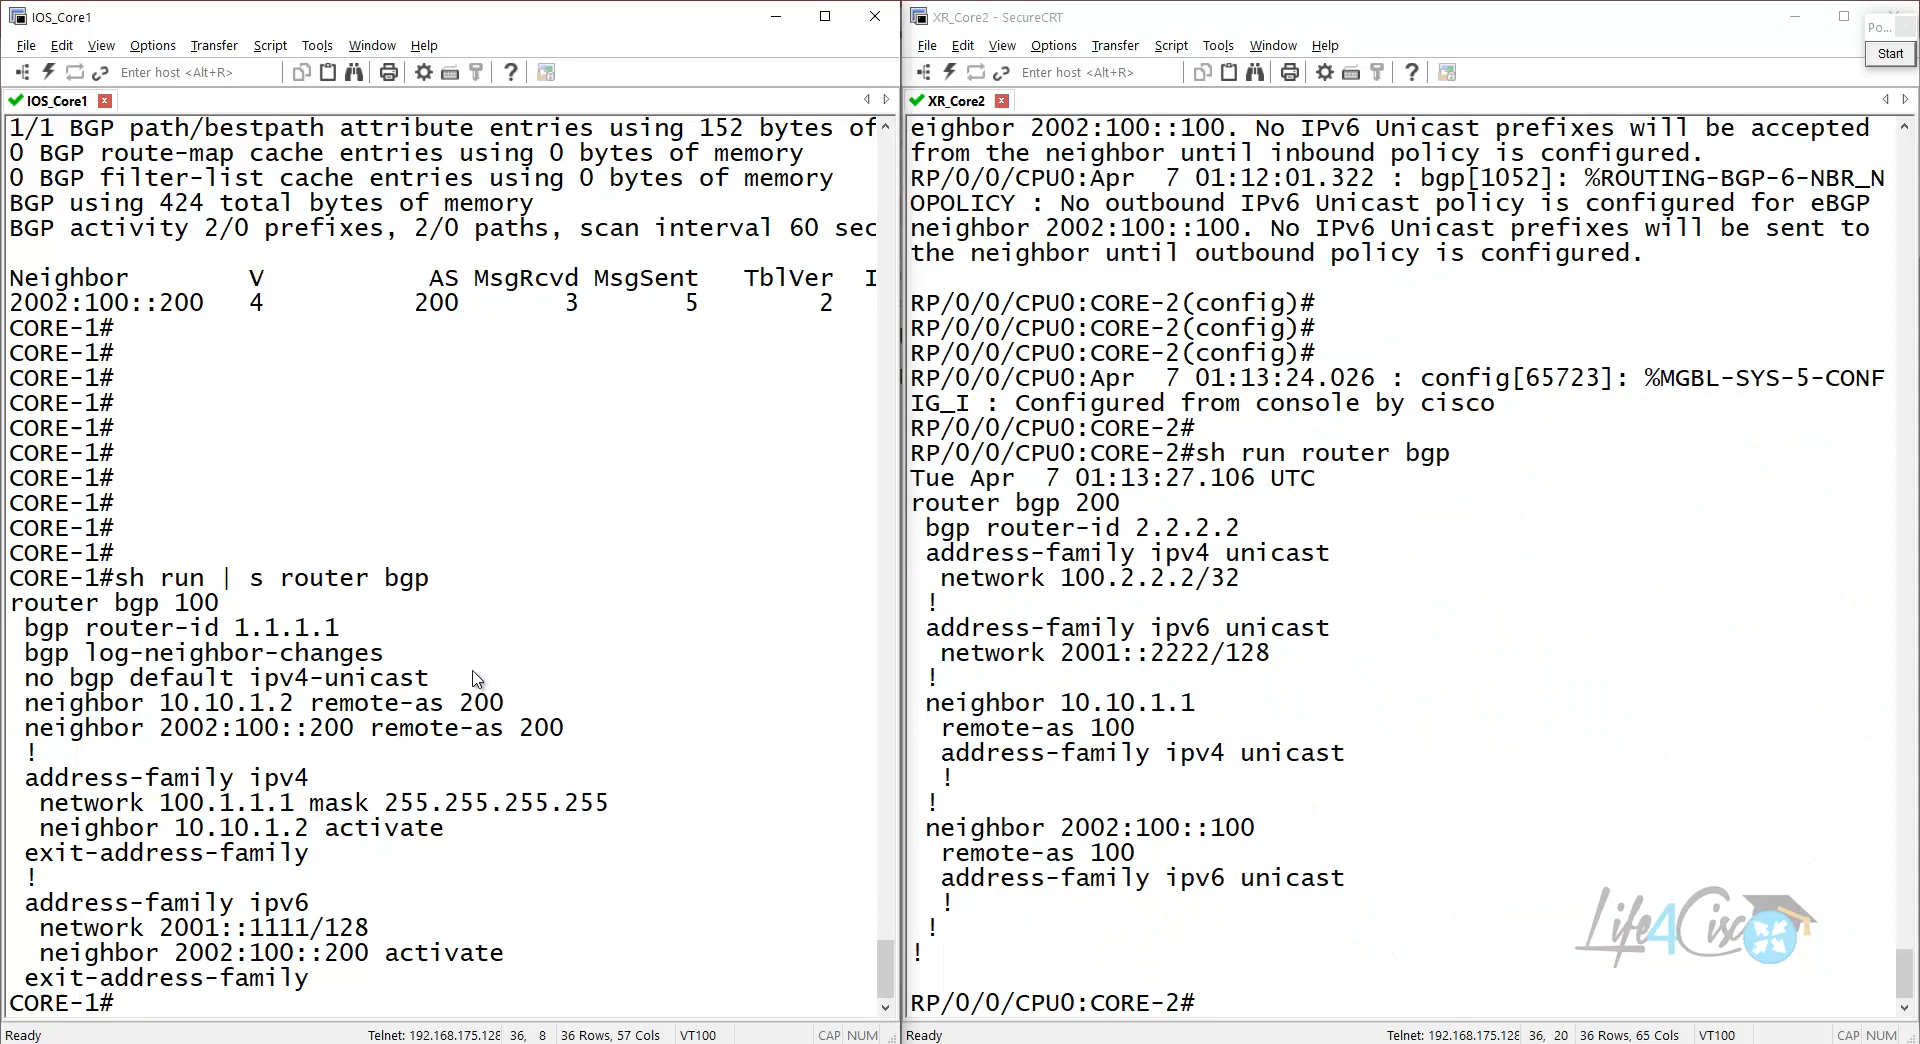 IOS_Core1
File Edit View Options Transfer Script Tools Window Help
Enter host <Alt+R>
IOS_Core1
1/1 BGP path/bestpath attribute entries using 152 bytes of
0 BGP route-map cache entries using 0 bytes of memory
0 BGP filter-list cache entries using 0 bytes of memory
BGP using 424 total bytes of memory
BGP activity 2/0 prefixes, 2/0 paths, scan interval 60 sec
Neighbor V AS MsgRcvd MsgSent TblVer I
2002:100::200 4 200 3 5 2
CORE-1#
CORE-1#
CORE-1#
CORE-1#
CORE-1#
CORE-1#
CORE-1#
CORE-1#
CORE-1#
CORE-1#
CORE-1#sh run | s router bgp
router bgp 100
bgp router-id 1.1.1.1
bgp log-neighbor-changes
no bgp default ipv4-unicast
neighbor 10.10.1.2 remote-as 200
neighbor 2002:100::200 remote-as 200
!
address-family ipv4
network 100.1.1.1 mask 255.255.255.255
neighbor 10.10.1.2 activate
exit-address-family
!
address-family ipv6
network 2001::1111/128
neighbor 2002:100::200 activate
exit-address-family
CORE-1#
Ready Telnet: 192.168.175.128 36, 8 36 Rows, 57 Cols VT100 CAP NUM
XR_Core2 - SecureCRT
Po...
Start
File Edit View Options Transfer Script Tools Window Help
Enter host <Alt+R>
XR_Core2
eighbor 2002:100::100. No IPv6 Unicast prefixes will be accepted
from the neighbor until inbound policy is configured.
RP/0/0/CPU0:Apr 7 01:12:01.322 : bgp[1052]: %ROUTING-BGP-6-NBR_N
OPOLICY : No outbound IPv6 Unicast policy is configured for eBGP
neighbor 2002:100::100. No IPv6 Unicast prefixes will be sent to
the neighbor until outbound policy is configured.
RP/0/0/CPU0:CORE-2(config)#
RP/0/0/CPU0:CORE-2(config)#
RP/0/0/CPU0:CORE-2(config)#
RP/0/0/CPU0:Apr 7 01:13:24.026 : config[65723]: %MGBL-SYS-5-CONF
IG_I : Configured from console by cisco
RP/0/0/CPU0:CORE-2#
RP/0/0/CPU0:CORE-2#sh run router bgp
Tue Apr 7 01:13:27.106 UTC
router bgp 200
bgp router-id 2.2.2.2
address-family ipv4 unicast
network 100.2.2.2/32
!
address-family ipv6 unicast
network 2001::2222/128
!
neighbor 10.10.1.1
remote-as 100
address-family ipv4 unicast
!
!
neighbor 2002:100::100
remote-as 100
address-family ipv6 unicast
!
!
!
RP/0/0/CPU0:CORE-2#
Life4Cisco
Ready Telnet: 192.168.175.128 36, 20 36 Rows, 65 Cols VT100 CAP NUM